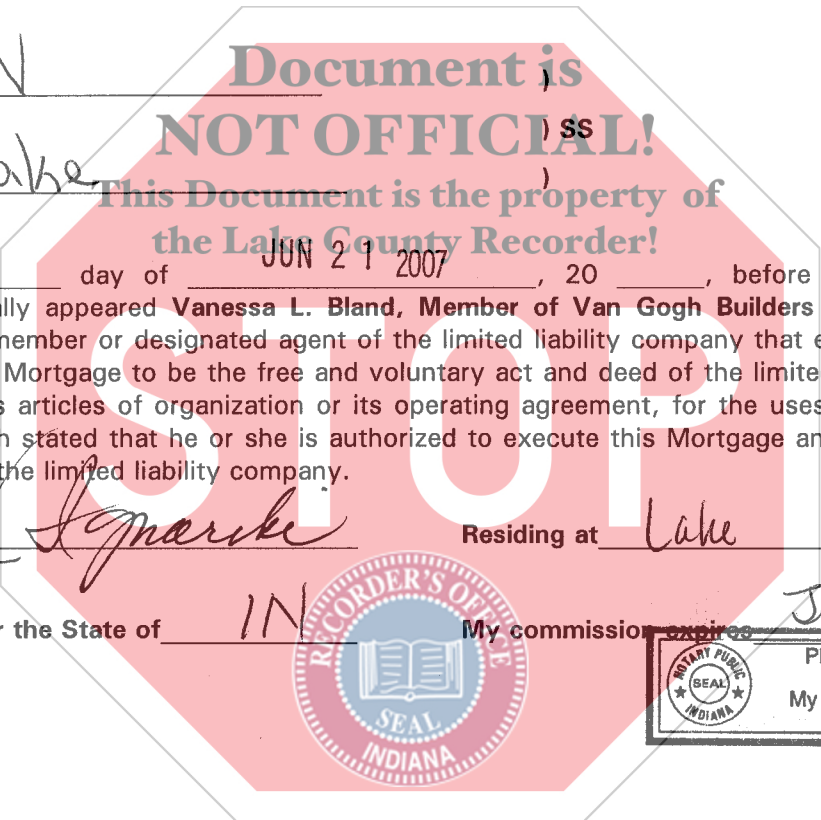 Document is
N )
NOT OFFICIAL!
) SS
ake )
This Document is the property of
the Lake County Recorder!
day of JUN 21 2007, 20 ____, before
lly appeared Vanessa L. Bland, Member of Van Gogh Builders
member or designated agent of the limited liability company that e
Mortgage to be the free and voluntary act and deed of the limite
s articles of organization or its operating agreement, for the uses
n stated that he or she is authorized to execute this Mortgage an
the limited liability company.
STOP
Residing at Lake
r the State of IN My commission expires J
RECORDER'S OFFICE
SEAL
INDIANA
NOTARY PUBLIC
SEAL
INDIANA
My